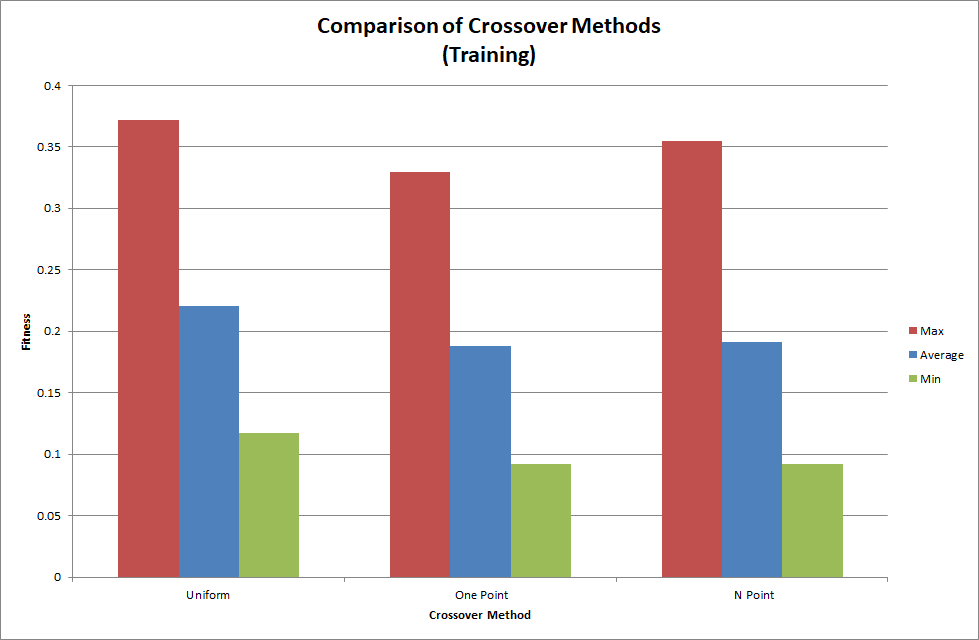 Comparison of Crossover Methods
(Training)
0.4
0.35
0.3
0.25
0.2
0.15
0.1
0.05
0
Fitness
Max
Average
Min
Uniform
One Point
N Point
Crossover Method